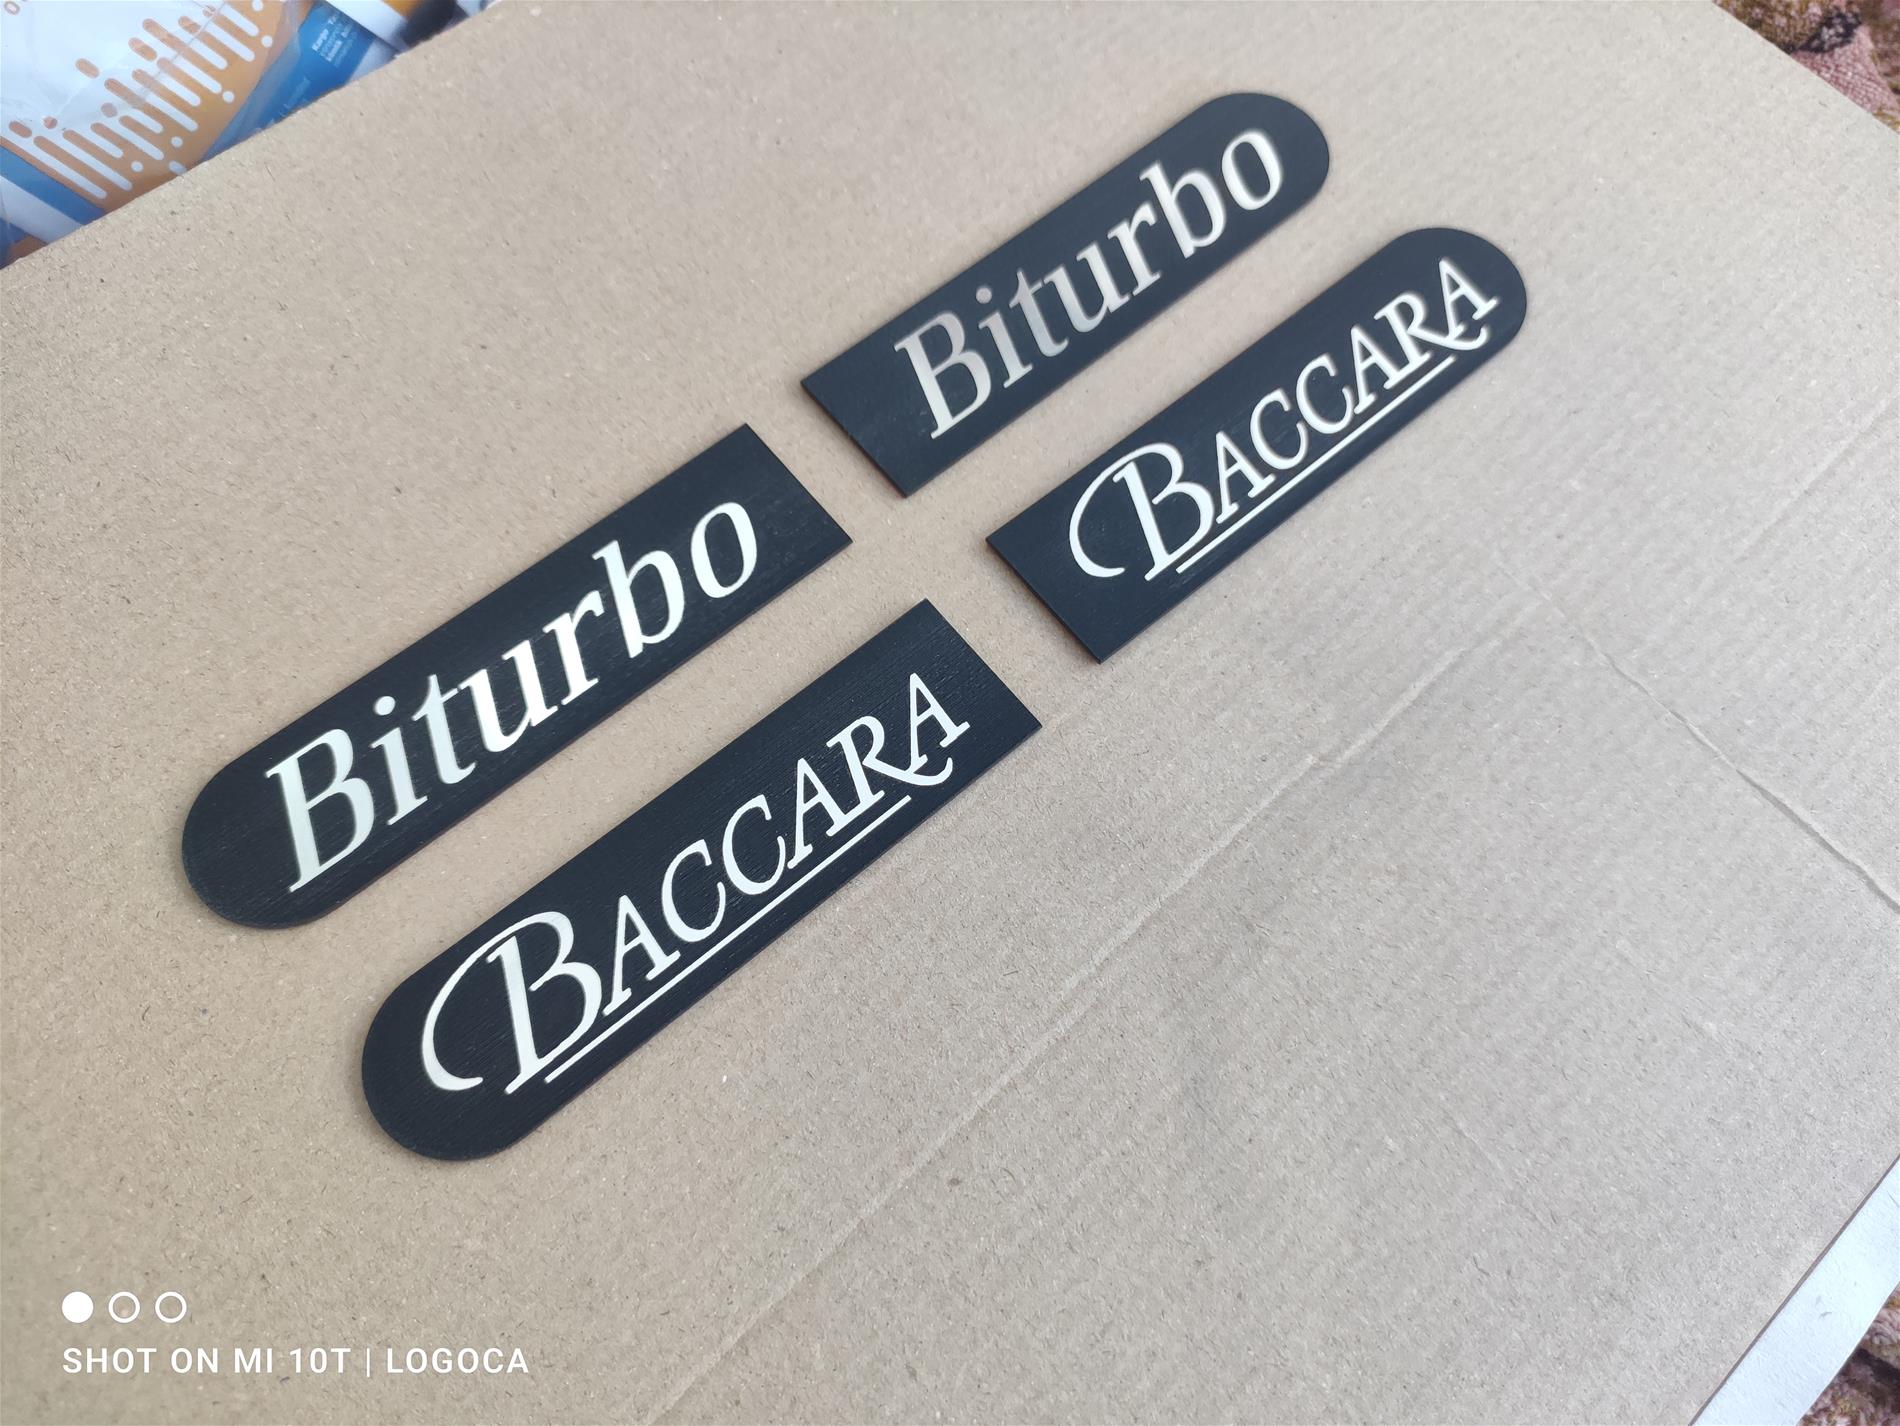 Biturbo
BACCARA
Biturbo
BACCARA
SHOT ON MI 10T | LOGOCA